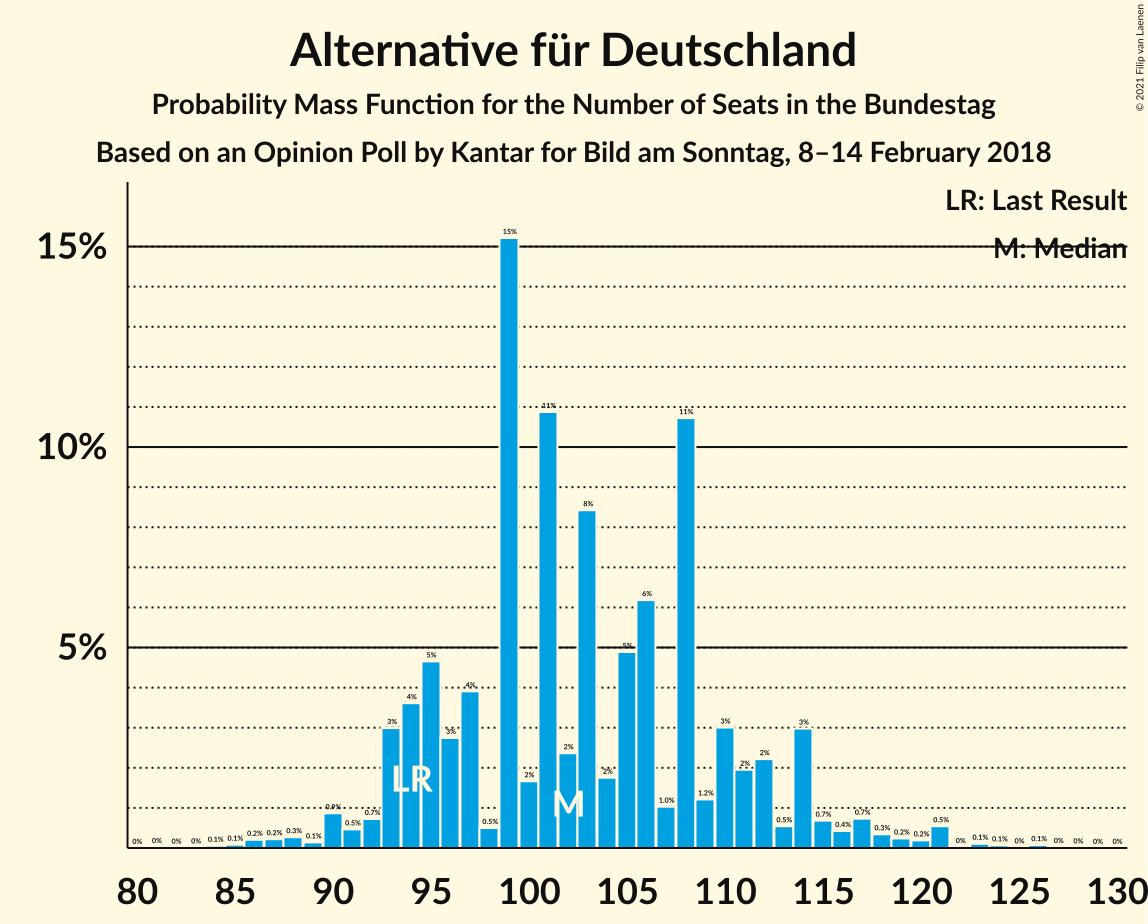 Alternative für Deutschland
Probability Mass Function for the Number of Seats in the Bundestag
Based on an Opinion Poll by Kantar for Bild am Sonntag, 8–14 February 2018
© 2021 Filip van Laenen
LR: Last Result
M: Median
15%
10%
5%
0% 0% 0% 0% 0.1% 0.1% 0.2% 0.2% 0.3% 0.1% 0.8% 0.5% 0.7% 3% 4% 5% 3% 4% 0.5% 15% 2% 11% 2% 8% 2% 5% 6% 1.0% 11% 1.2% 3% 2% 2% 0.5% 3% 0.7% 0.4% 0.7% 0.3% 0.2% 0.2% 0.5% 0% 0.1% 0.1% 0% 0.1% 0% 0% 0% 0%
LR
M
80 85 90 95 100 105 110 115 120 125 130